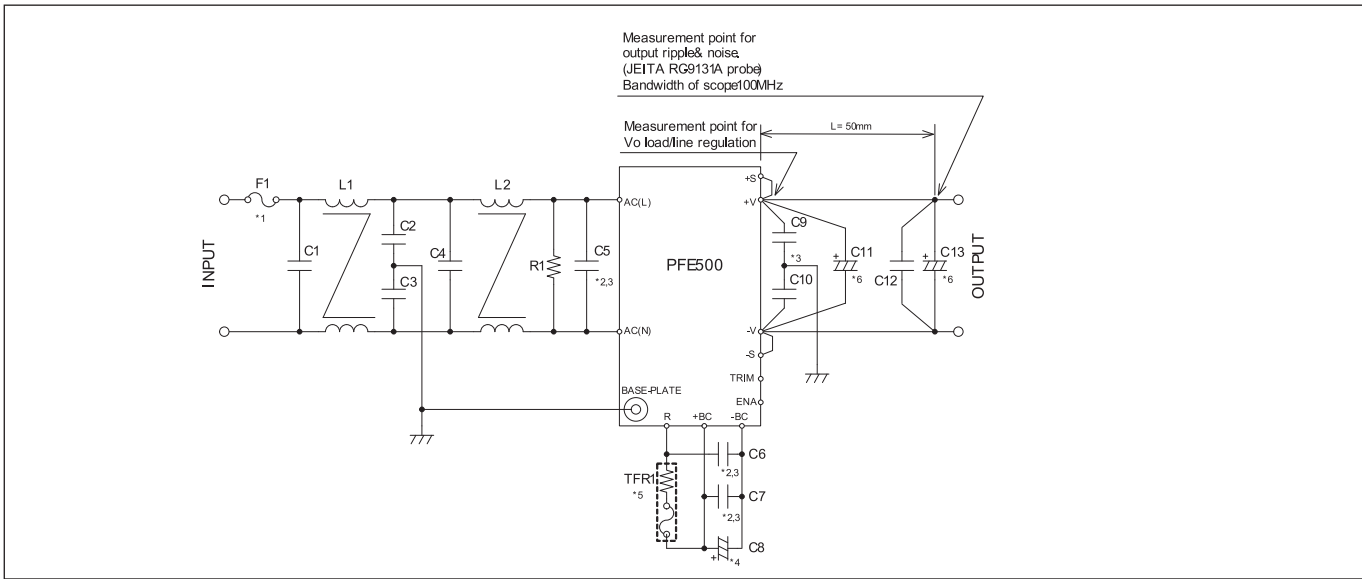 Measurement point for
output ripple& noise.
(JEITA RC-9131A probe)
Bandwidth of scope100MHz
Measurement point for
Vo load/line regulation
L= 50mm
F1
*1
L1
L2
+S
AC(L)
+V
C1
C2
C3
C4
R1
C5
*2,3
PFE500
C9
*3
C10
+
C11
*6
C12
+
C13
*6
INPUT
OUTPUT
AC(N)
-V
-S
TRIM
ENA
BASE-PLATE
R
+BC
-BC
C6
*2,3
TFR1
*5
C7
*2,3
C8
+
*4